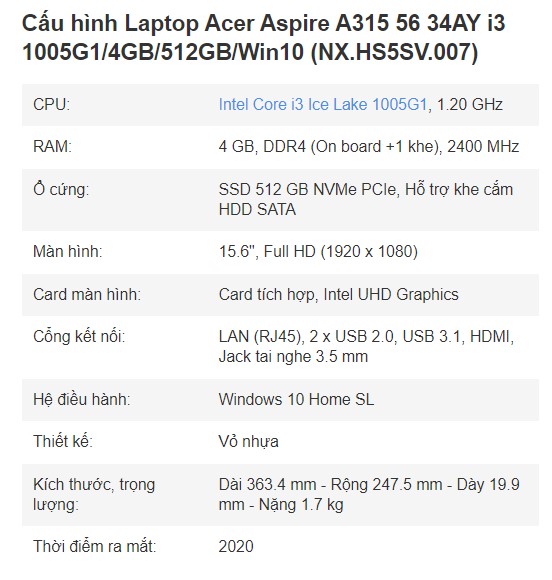 Cấu hình Laptop Acer Aspire A315 56 34AY i3
1005G1/4GB/512GB/Win10 (NX.HS5SV.007)
CPU: Intel Core i3 Ice Lake 1005G1, 1.20 GHz
RAM: 4 GB, DDR4 (On board +1 khe), 2400 MHz
Ổ cứng: SSD 512 GB NVMe PCIe, Hỗ trợ khe cắm
HDD SATA
Màn hình: 15.6", Full HD (1920 x 1080)
Card màn hình: Card tích hợp, Intel UHD Graphics
Cổng kết nối: LAN (RJ45), 2 x USB 2.0, USB 3.1, HDMI,
Jack tai nghe 3.5 mm
Hệ điều hành: Windows 10 Home SL
Thiết kế: Vỏ nhựa
Kích thước, trọng Dài 363.4 mm - Rộng 247.5 mm - Dày 19.9
lượng: mm - Nặng 1.7 kg
Thời điểm ra mắt: 2020